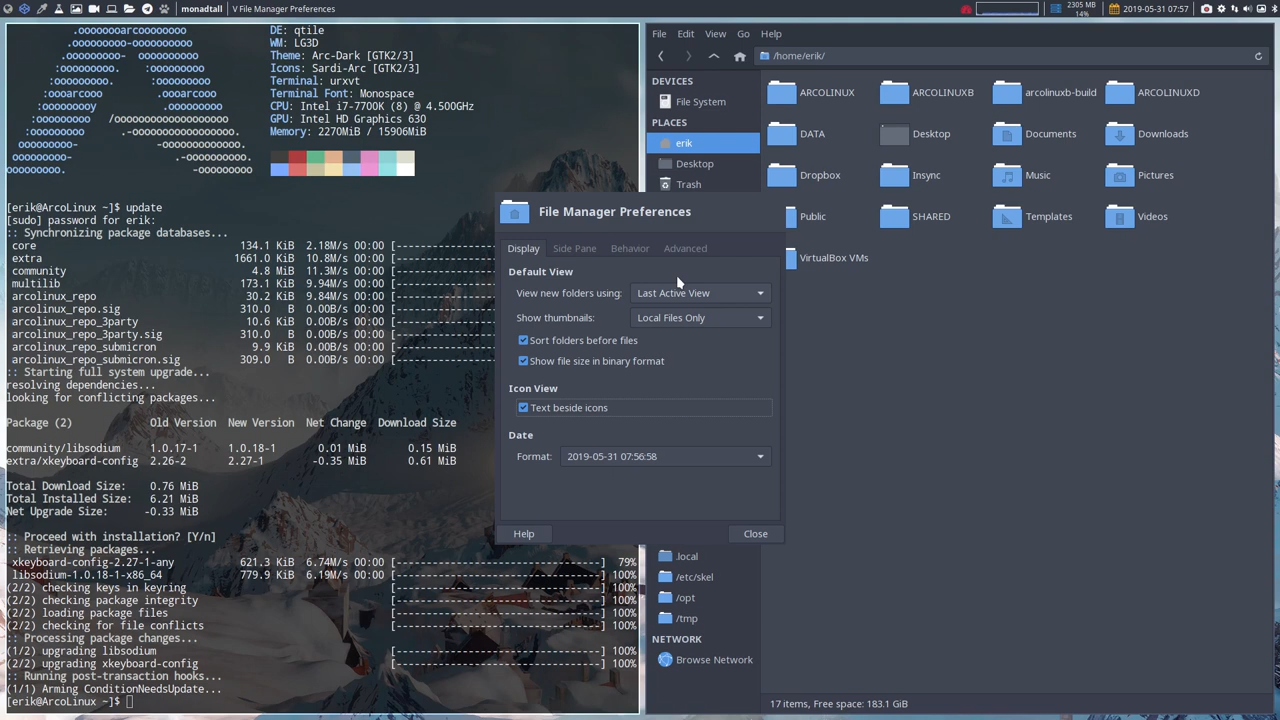 monadtall
V File Manager Preferences
2305 MB
14%
2019-05-31 07:57
DE: qtile
WM: LG3D
Theme: Arc-Dark [GTK2/3]
Icons: Sardi-Arc [GTK2/3]
Terminal: urxvt
Terminal Font: Monospace
CPU: Intel i7-7700K (8) @ 4.500GHz
GPU: Intel HD Graphics 630
Memory: 2270MiB / 15906MiB
[erik@ArcoLinux ~]$ update
[sudo] password for erik:
:: Synchronizing package databases...
core 134.1 KiB 2.18M/s 00:00 [
extra 1661.0 KiB 10.8M/s 00:00 [
community 4.8 MiB 11.3M/s 00:00 [
multilib 173.1 KiB 9.94M/s 00:00 [
arcolinux_repo 30.2 KiB 9.84M/s 00:00 [
arcolinux_repo.sig 310.0 B 0.00B/s 00:00 [
arcolinux_repo_3party 10.6 KiB 0.00B/s 00:00 [
arcolinux_repo_3party.sig 310.0 B 0.00B/s 00:00 [
arcolinux_repo_submicron 9.9 KiB 0.00B/s 00:00 [
arcolinux_repo_submicron.sig 309.0 B 0.00B/s 00:00 [
:: Starting full system upgrade...
resolving dependencies...
looking for conflicting packages...
Package (2) Old Version New Version Net Change Download Size
community/libsodium 1.0.17-1 1.0.18-1 0.01 MiB 0.15 MiB
extra/xkeyboard-config 2.26-2 2.27-1 -0.35 MiB 0.61 MiB
Total Download Size: 0.76 MiB
Total Installed Size: 6.21 MiB
Net Upgrade Size: -0.33 MiB
:: Proceed with installation? [Y/n]
:: Retrieving packages...
xkeyboard-config-2.27-1-any 621.3 KiB 6.74M/s 00:00 [------------------------------] 79%
libsodium-1.0.18-1-x86_64 779.9 KiB 6.19M/s 00:00 [------------------------------] 100%
(2/2) checking keys in keyring [------------------------------] 100%
(2/2) checking package integrity [------------------------------] 100%
(2/2) loading package files [------------------------------] 100%
(2/2) checking for file conflicts [------------------------------] 100%
:: Processing package changes...
(1/2) upgrading libsodium [------------------------------] 100%
(2/2) upgrading xkeyboard-config [------------------------------] 100%
:: Running post-transaction hooks...
(1/1) Arming ConditionNeedsUpdate...
[erik@ArcoLinux ~]$
File Edit View Go Help
/home/erik/
DEVICES
File System
PLACES
erik
Desktop
Trash
.local
/etc/skel
/opt
/tmp
NETWORK
Browse Network
ARCOLINUX ARCOLINUXB arcolinuxb-build ARCOLINUXD
DATA Desktop Documents Downloads
Dropbox Insync Music Pictures
Public SHARED Templates Videos
VirtualBox VMs
17 items, Free space: 183.1 GiB
File Manager Preferences
Display Side Pane Behavior Advanced
Default View
View new folders using: Last Active View
Show thumbnails: Local Files Only
Sort folders before files
Show file size in binary format
Icon View
Text beside icons
Date
Format: 2019-05-31 07:56:58
Help Close